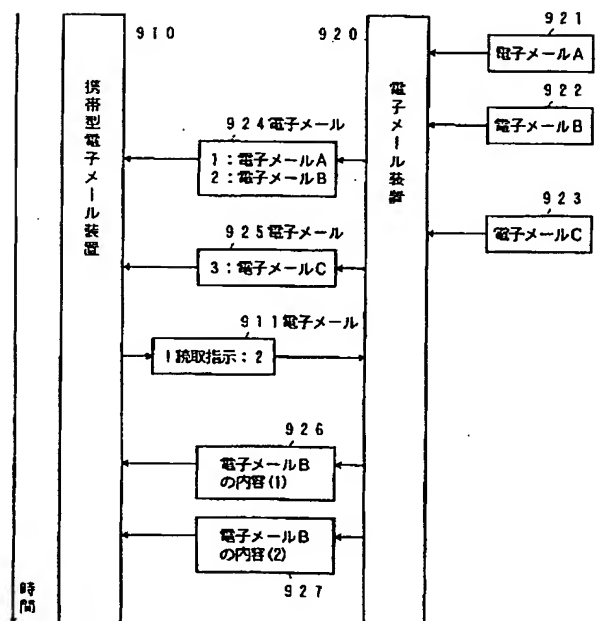 910
920
921
電子メールA
922
電子メールB
923
電子メールC
携帯型電子メール装置
電子メール装置
924電子メール
1:電子メールA
2:電子メールB
925電子メール
3:電子メールC
911電子メール
!読取指示:2
926
電子メールB
の内容(1)
電子メールB
の内容(2)
927
時間